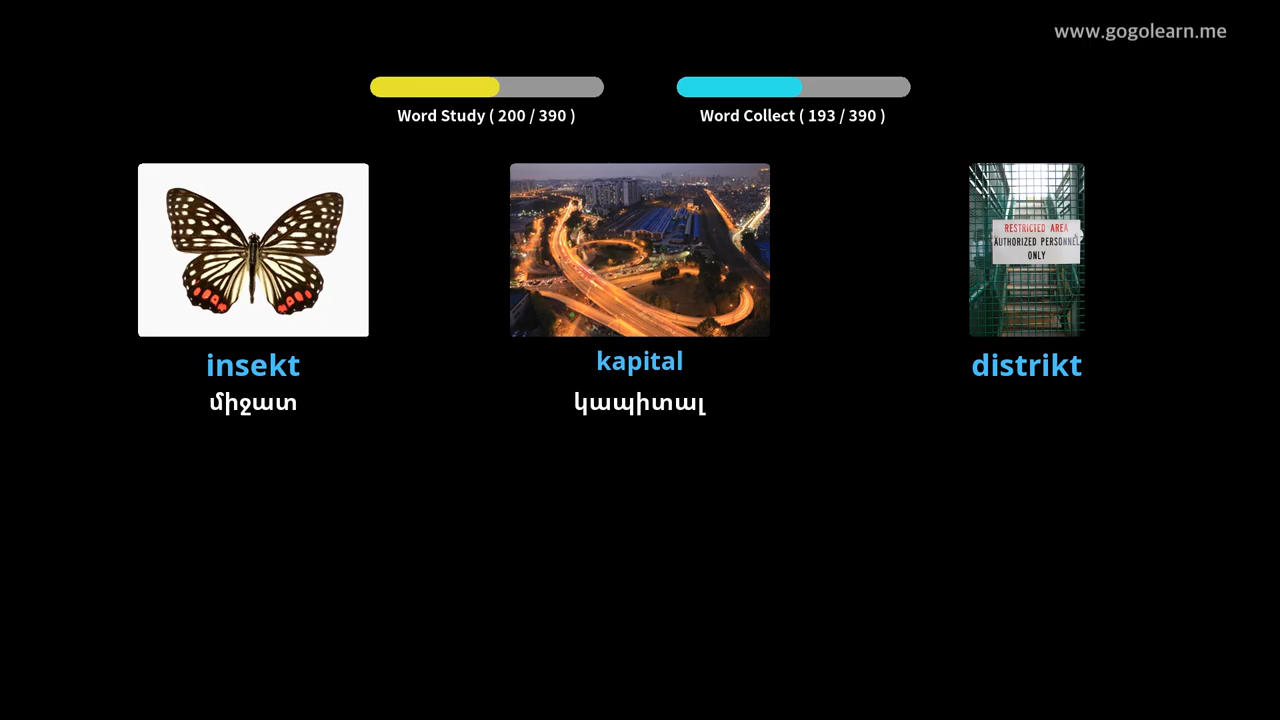 www.gogolearn.me
Word Study ( 200 / 390 )
Word Collect ( 193 / 390 )
RESTRICTED AREA
AUTHORIZED PERSONNEL
ONLY
insekt
kapital
distrikt
միջատ
կապիտալ